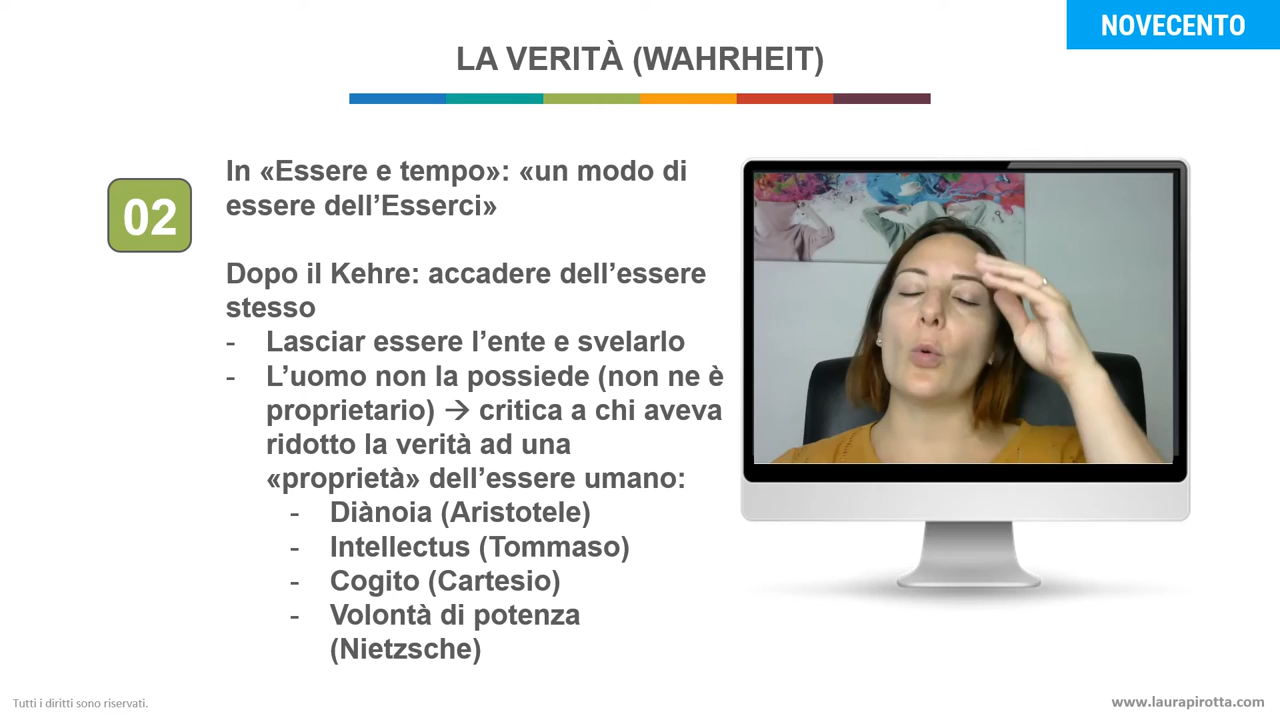 NOVECENTO
LA VERITÀ (WAHRHEIT)
02
In «Essere e tempo»: «un modo di
essere dell’Esserci»
Dopo il Kehre: accadere dell’essere
stesso
- Lasciar essere l’ente e svelarlo
- L’uomo non la possiede (non ne è
proprietario) → critica a chi aveva
ridotto la verità ad una
«proprietà» dell’essere umano:
- Diànoia (Aristotele)
- Intellectus (Tommaso)
- Cogito (Cartesio)
- Volontà di potenza
(Nietzsche)
Tutti i diritti sono riservati.
www.laurapirotta.com